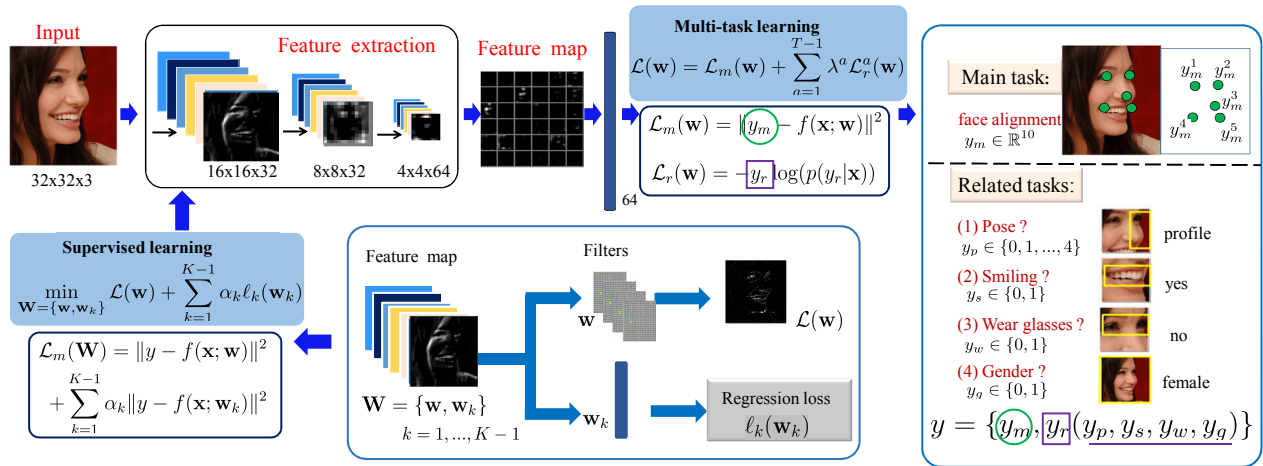 Input
32x32x3
Feature extraction
16x16x32
8x8x32
4x4x64
Feature map
64
Multi-task learning
ℒ(w) = ℒ_m(w) + ∑_{a=1}^{T−1} λ^a ℒ_r^a(w)
ℒ_m(w) = ‖y_m − f(x; w)‖²
ℒ_r(w) = −y_r log(p(y_r|x))
Main task:
face alignment
y_m ∈ ℝ^{10}
y_m^1
y_m^2
y_m^3
y_m^4
y_m^5
Related tasks:
(1) Pose ?
y_p ∈ {0, 1, ..., 4}
profile
(2) Smiling ?
y_s ∈ {0, 1}
yes
(3) Wear glasses ?
y_w ∈ {0, 1}
no
(4) Gender ?
y_g ∈ {0, 1}
female
y = {y_m, y_r(y_p, y_s, y_w, y_g)}
Supervised learning
min_{W={w,w_k}} ℒ(w) + ∑_{k=1}^{K−1} α_k ℓ_k(w_k)
ℒ_m(W) = ‖y − f(x; w)‖²
+ ∑_{k=1}^{K−1} α_k‖y − f(x; w_k)‖²
Feature map
W = {w, w_k}
k = 1, ..., K − 1
Filters
w
ℒ(w)
w_k
Regression loss
ℓ_k(w_k)